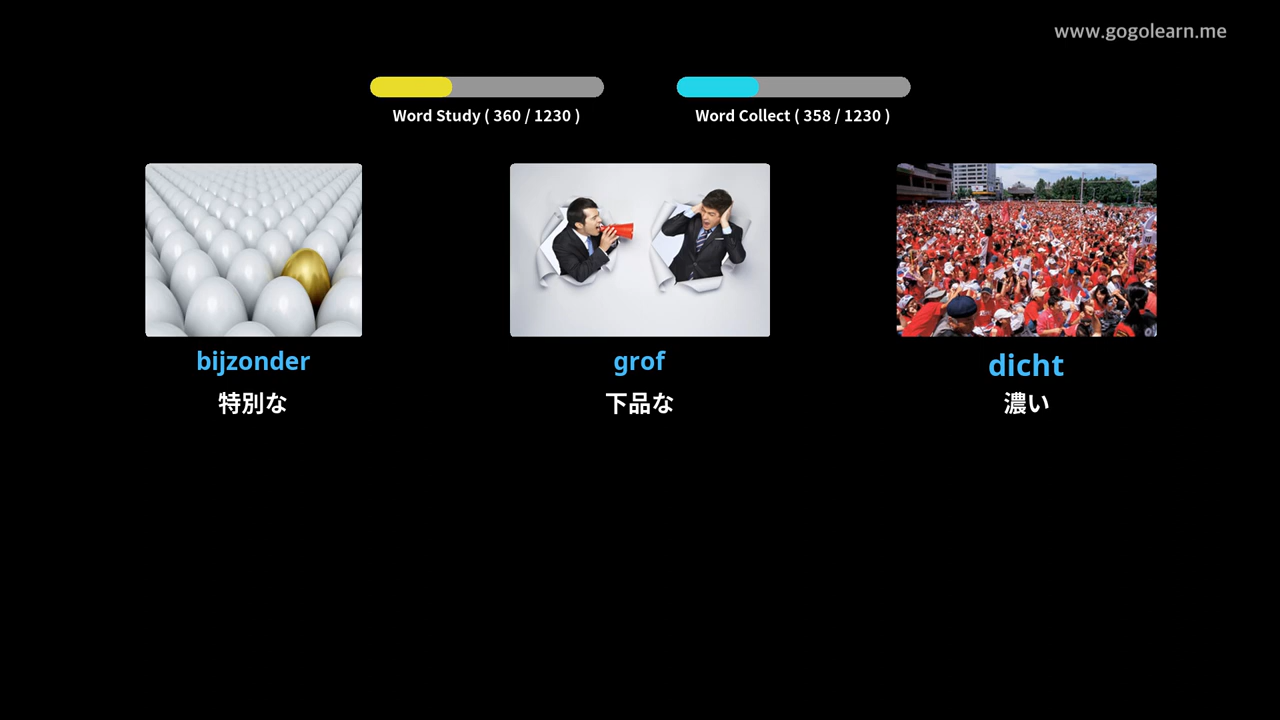 www.gogolearn.me
Word Study ( 360 / 1230 )
Word Collect ( 358 / 1230 )
bijzonder
grof
dicht
特別な
下品な
濃い